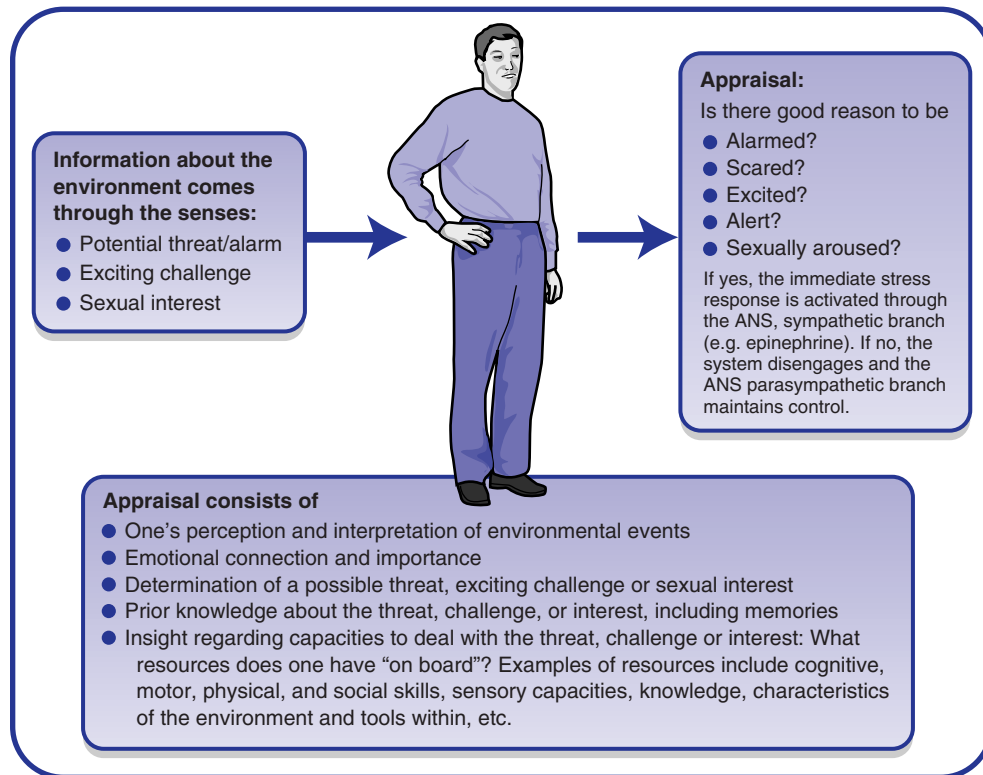 Information about the
environment comes
through the senses:
● Potential threat/alarm
● Exciting challenge
● Sexual interest
Appraisal:
Is there good reason to be
● Alarmed?
● Scared?
● Excited?
● Alert?
● Sexually aroused?
If yes, the immediate stress
response is activated through
the ANS, sympathetic branch
(e.g. epinephrine). If no, the
system disengages and the
ANS parasympathetic branch
maintains control.
Appraisal consists of
● One’s perception and interpretation of environmental events
● Emotional connection and importance
● Determination of a possible threat, exciting challenge or sexual interest
● Prior knowledge about the threat, challenge, or interest, including memories
● Insight regarding capacities to deal with the threat, challenge or interest: What
resources does one have “on board”? Examples of resources include cognitive,
motor, physical, and social skills, sensory capacities, knowledge, characteristics
of the environment and tools within, etc.